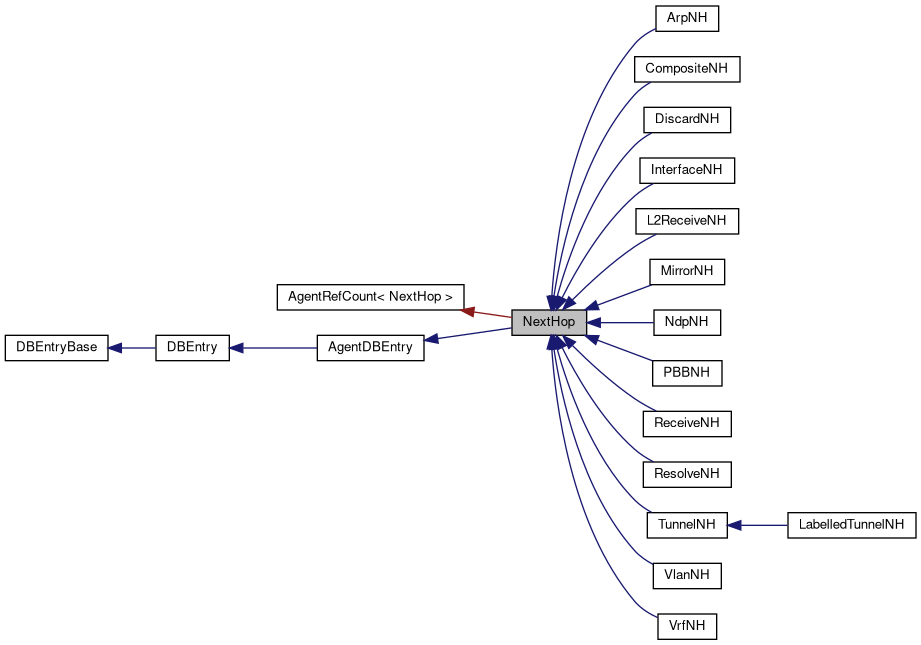 ArpNH
CompositeNH
DiscardNH
InterfaceNH
L2ReceiveNH
MirrorNH
AgentRefCount< NextHop >
NextHop
NdpNH
DBEntryBase
DBEntry
AgentDBEntry
PBBNH
ReceiveNH
ResolveNH
TunnelNH
LabelledTunnelNH
VlanNH
VrfNH